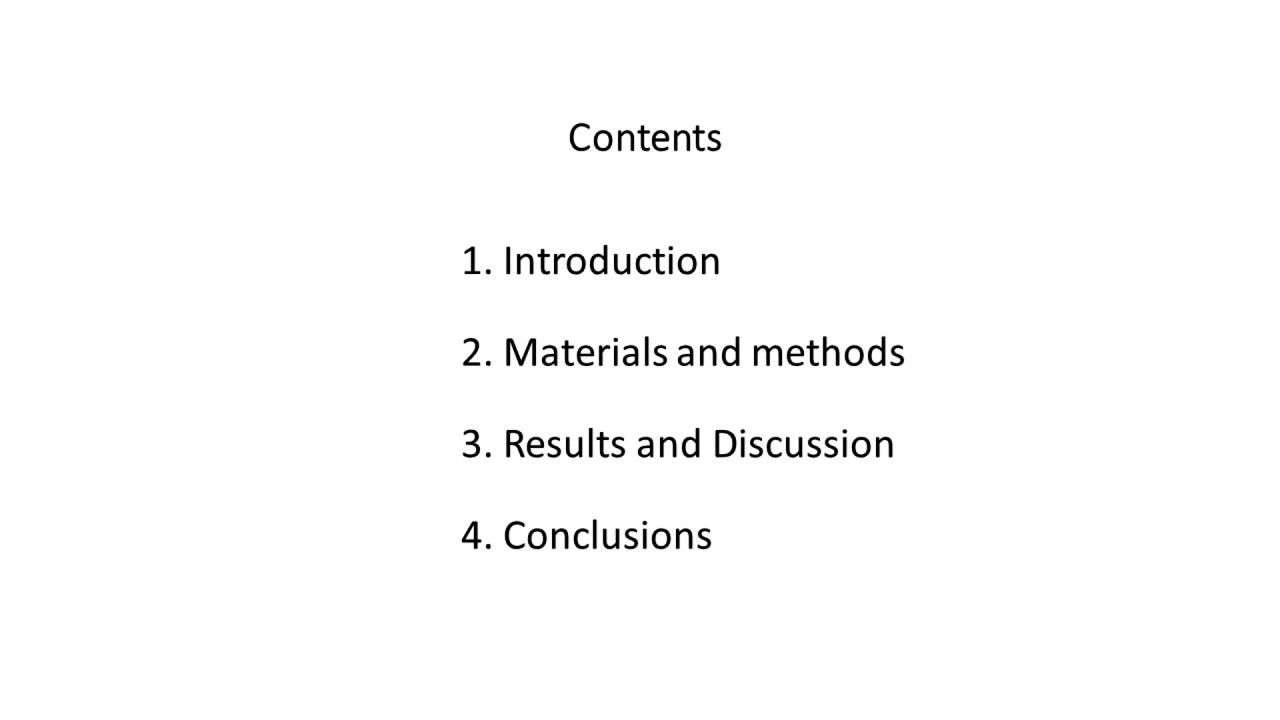 Contents
1. Introduction
2. Materials and methods
3. Results and Discussion
4. Conclusions